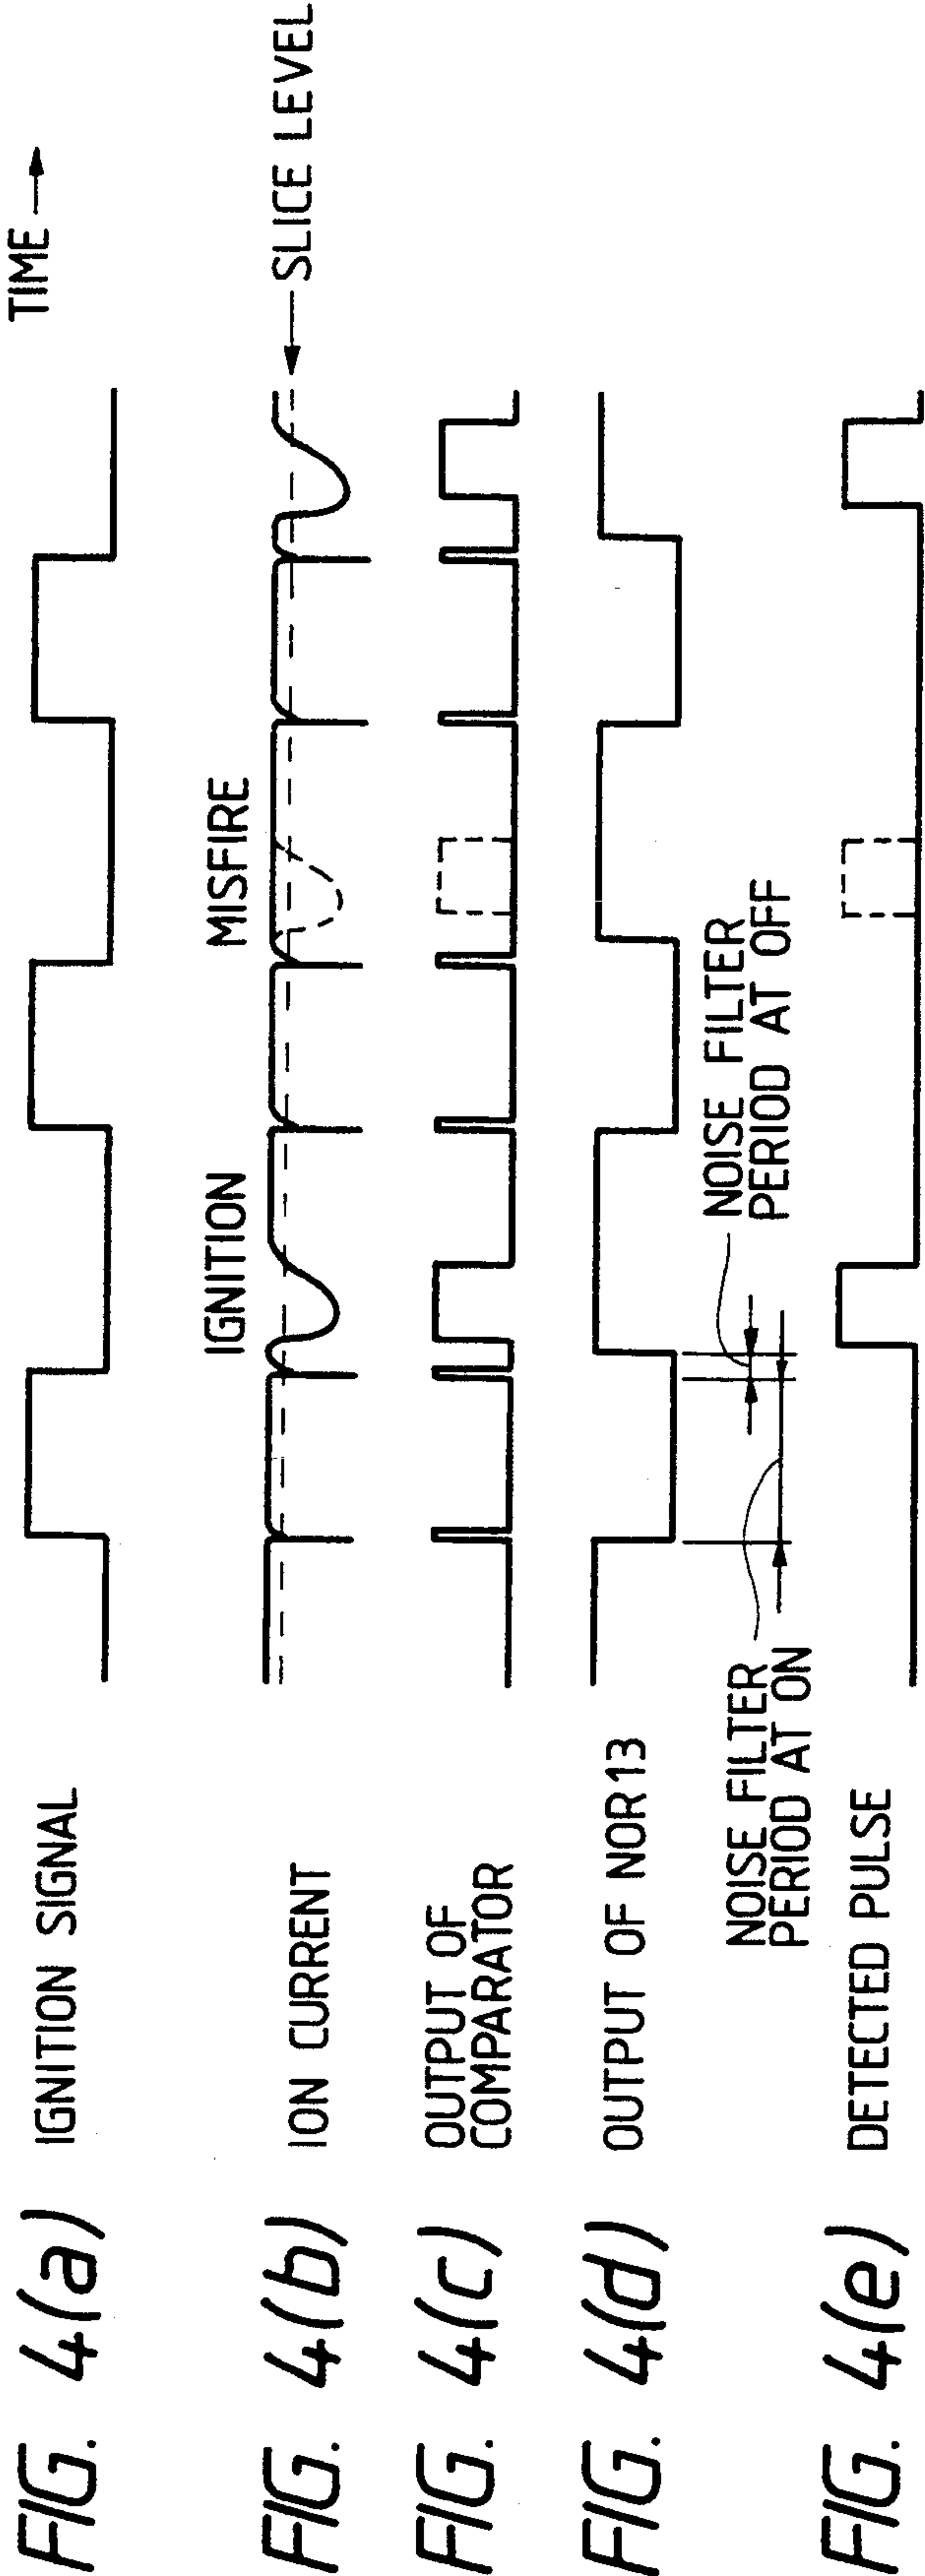 TIME
FIG. 4(a) IGNITION SIGNAL
IGNITION
MISFIRE
FIG. 4(b) ION CURRENT
SLICE LEVEL
FIG. 4(c) OUTPUT OF
COMPARATOR
FIG. 4(d) OUTPUT OF NOR13
NOISE FILTER
PERIOD AT ON
NOISE FILTER
PERIOD AT OFF
FIG. 4(e) DETECTED PULSE